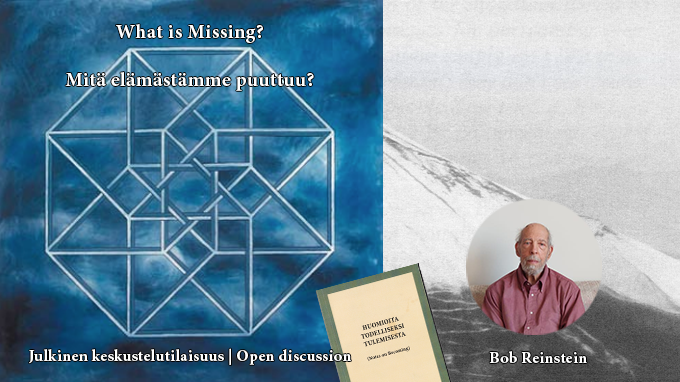 What is Missing?
Mitä elämästämme puuttuu?
HUOMIOITA
TODELLISEKSI
TULEMISESTA
(Notes on Becoming)
Julkinen keskustelutilaisuus | Open discussion
Bob Reinstein